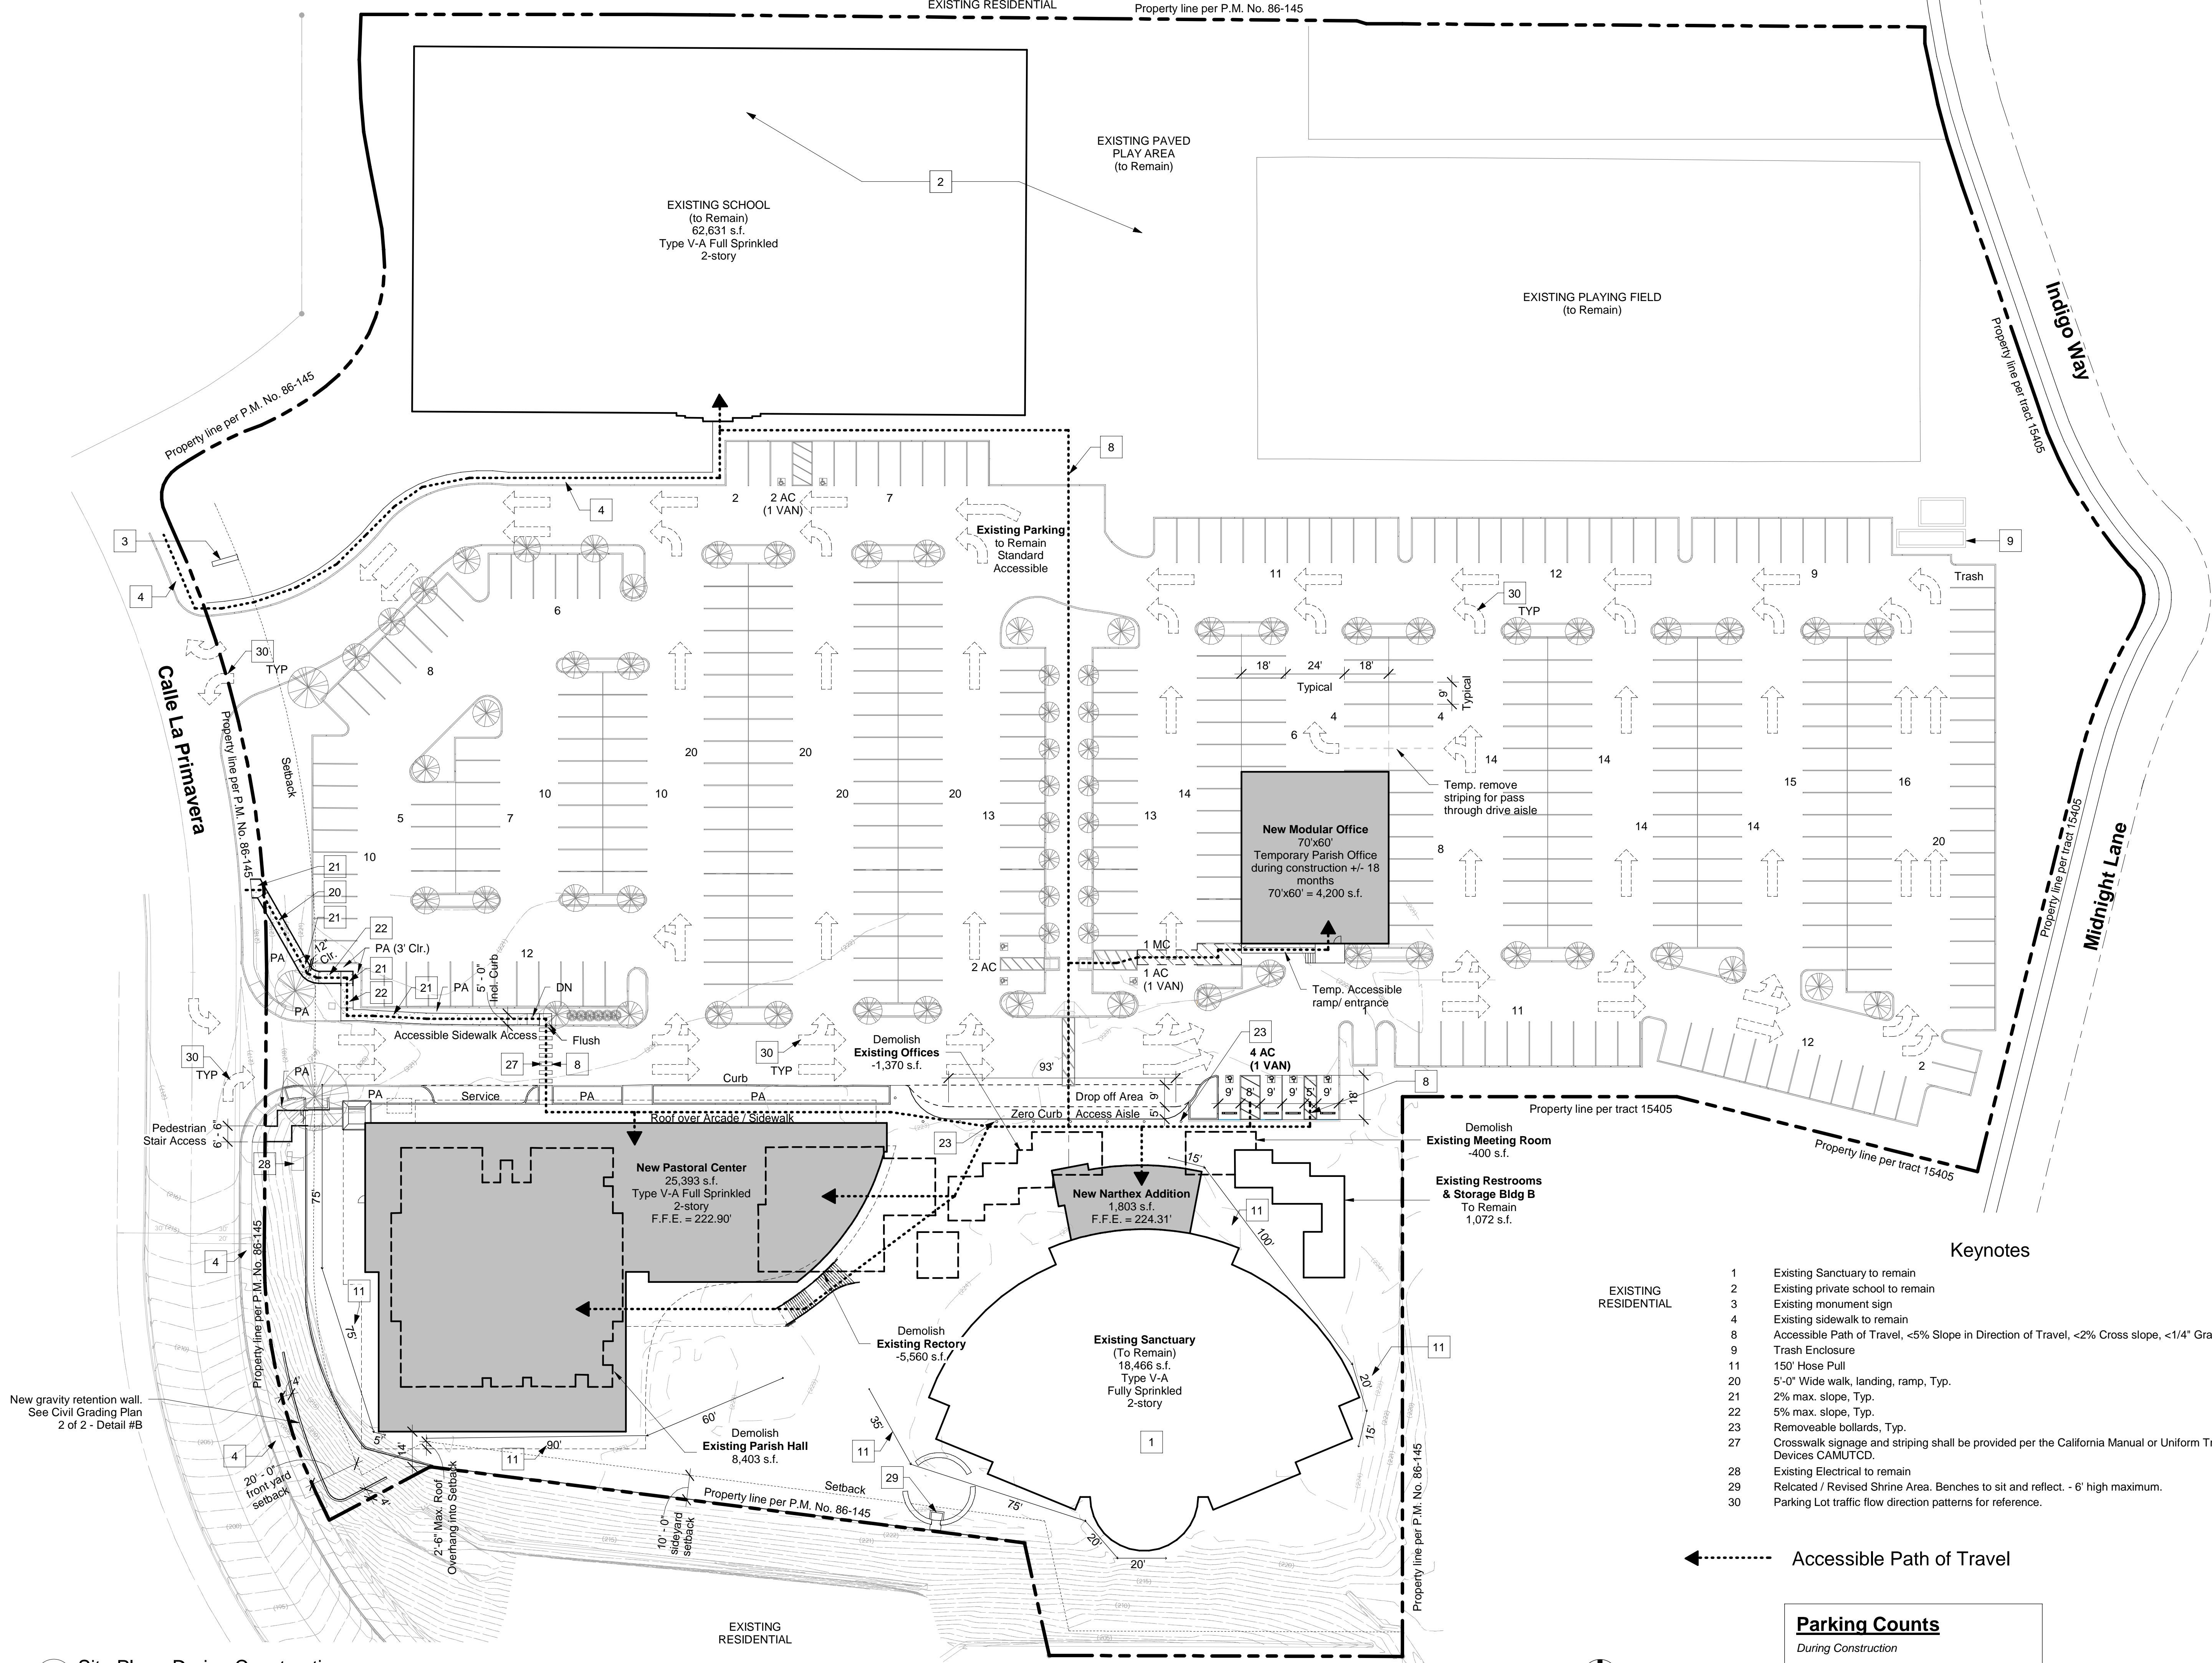 EXISTING RESIDENTIAL
Property line per P.M. No. 86-145
EXISTING PAVED
PLAY AREA
(to Remain)
2
EXISTING SCHOOL
(to Remain)
62,631 s.f.
Type V-A Full Sprinkled
2-story
EXISTING PLAYING FIELD
(to Remain)
Indigo Way
Property line per tract 15405
Property line per P.M. No. 86-145
8
2
2 AC
(1 VAN)
7
4
3
4
Existing Parking
to Remain
Standard
Accessible
9
Trash
11
12
9
30
TYP
6
8
30
TYP
Calle La Primavera
Property line per P.M. No. 86-145
Setback
18'
24'
18'
Typical
9'
Typical
4
4
6
20
20
14
14
15
16
Temp. remove
striping for pass
through drive aisle
10
10
20
20
5
7
13
13
14
New Modular Office
70'x60'
Temporary Parish Office
during construction +/- 18
months
70'x60' = 4,200 s.f.
8
14
14
20
Property line per tract 15405
Midnight Lane
10
21
20
21
22
12"
Clr.
PA (3' Clr.)
PA
21
22
21
PA
12
5' - 0"
Incl. Curb
DN
PA
2 AC
1 MC
1 AC
(1 VAN)
Temp. Accessible
ramp/ entrance
1
11
12
2
Accessible Sidewalk Access
Flush
27
8
30
TYP
30
TYP
Demolish
Existing Offices
-1,370 s.f.
93'
23
4 AC
(1 VAN)
8
PA
PA
Service
Curb
PA
PA
Drop off Area
9'
5'
9'
8'
9'
9'
5'
9'
18'
Zero Curb
Access Aisle
Roof over Arcade / Sidewalk
Property line per tract 15405
Property line per tract 15405
Pedestrian
Stair Access
6' - 6"
28
23
Demolish
Existing Meeting Room
-400 s.f.
New Pastoral Center
25,393 s.f.
Type V-A Full Sprinkled
2-story
F.F.E. = 222.90'
75'
15'
New Narthex Addition
1,803 s.f.
F.F.E. = 224.31'
11
100'
Existing Restrooms
& Storage Bldg B
To Remain
1,072 s.f.
4
Property line per P.M. No. 86-145
11
75'
Demolish
Existing Rectory
-5,560 s.f.
Existing Sanctuary
(To Remain)
18,466 s.f.
Type V-A
Fully Sprinkled
2-story
1
11
20'
15'
EXISTING
RESIDENTIAL
Keynotes
1 Existing Sanctuary to remain
2 Existing private school to remain
3 Existing monument sign
4 Existing sidewalk to remain
8 Accessible Path of Travel, <5% Slope in Direction of Travel, <2% Cross slope, <1/4" Gra
9 Trash Enclosure
11 150' Hose Pull
20 5'-0" Wide walk, landing, ramp, Typ.
21 2% max. slope, Typ.
22 5% max. slope, Typ.
23 Removeable bollards, Typ.
27 Crosswalk signage and striping shall be provided per the California Manual or Uniform Tr
Devices CAMUTCD.
28 Existing Electrical to remain
29 Relcated / Revised Shrine Area. Benches to sit and reflect. - 6' high maximum.
30 Parking Lot traffic flow direction patterns for reference.
New gravity retention wall.
See Civil Grading Plan
2 of 2 - Detail #B
4'
4
20' - 0"
front yard
setback
4'
5'
14'
90'
11
60'
Demolish
Existing Parish Hall
8,403 s.f.
35'
11
29
75'
20'
20'
2'-6" Max. Roof
Overhang into Setback
10' - 0"
sideyard
setback
Setback
Property line per P.M. No. 86-145
Property line per P.M. No. 86-145
Accessible Path of Travel
EXISTING
RESIDENTIAL
Parking Counts
During Construction